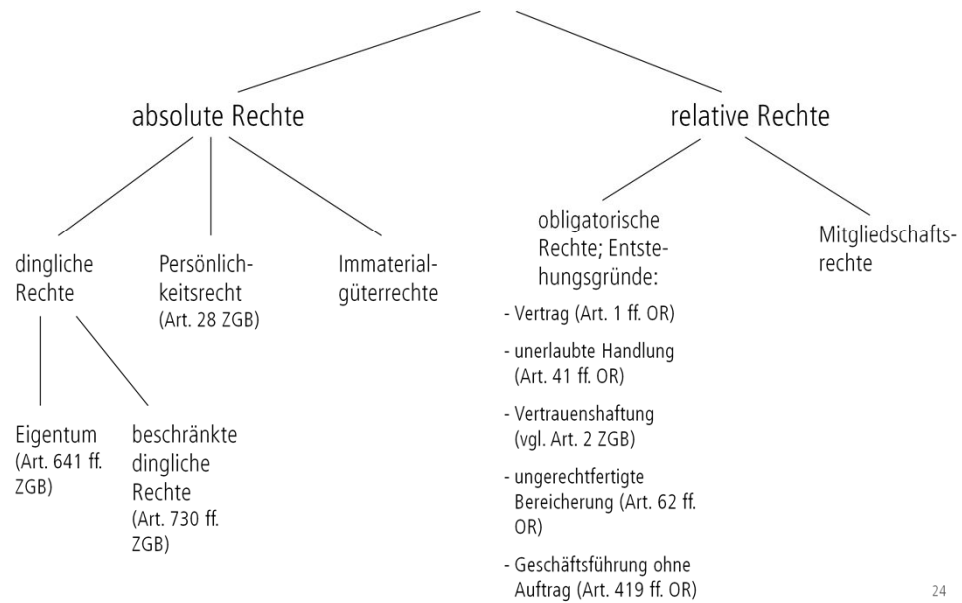 absolute Rechte
relative Rechte
dingliche
Rechte
Persönlich-
keitsrecht
(Art. 28 ZGB)
Immaterial-
güterrechte
obligatorische
Rechte; Entste-
hungsgründe:
Mitgliedschafts-
rechte
- Vertrag (Art. 1 ff. OR)
- unerlaubte Handlung
(Art. 41 ff. OR)
- Vertrauenshaftung
(vgl. Art. 2 ZGB)
- ungerechtfertigte
Bereicherung (Art. 62 ff.
OR)
- Geschäftsführung ohne
Auftrag (Art. 419 ff. OR)
Eigentum
(Art. 641 ff.
ZGB)
beschränkte
dingliche
Rechte
(Art. 730 ff.
ZGB)
24